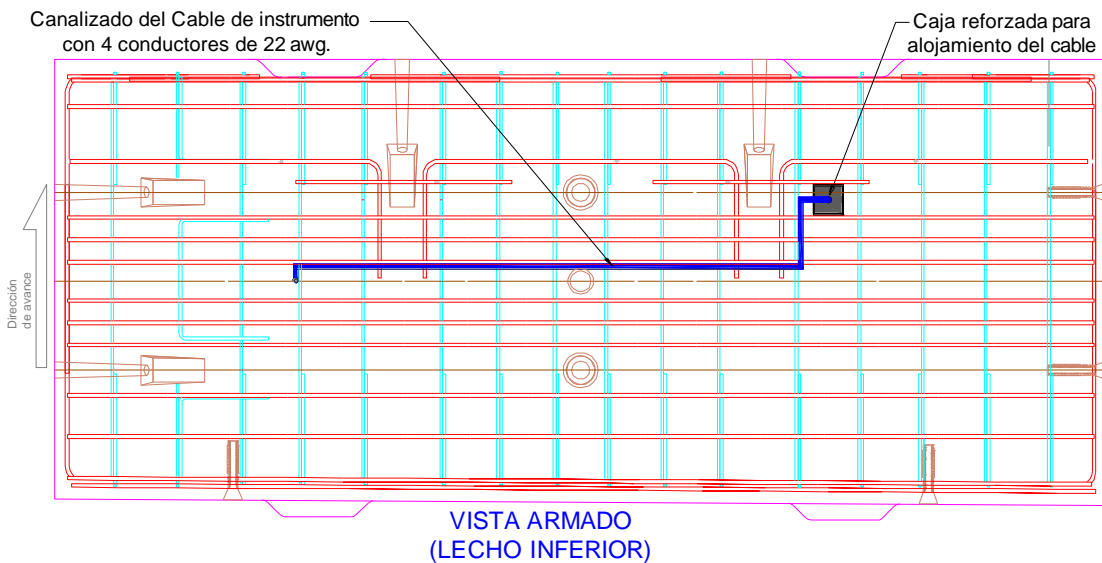 Canalizado del Cable de instrumento
con 4 conductores de 22 awg.
Caja reforzada para
alojamiento del cable
Dirección
de avance
VISTA ARMADO
(LECHO INFERIOR)